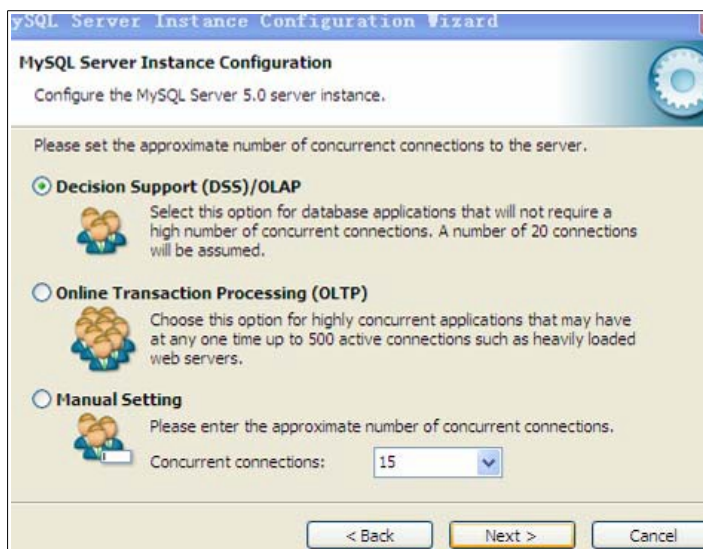 ySQL Server Instance Configuration Wizard
MySQL Server Instance Configuration
Configure the MySQL Server 5.0 server instance.
Please set the approximate number of concurrenct connections to the server.
Decision Support (DSS)/OLAP
Select this option for database applications that will not require a
high number of concurrent connections. A number of 20 connections
will be assumed.
Online Transaction Processing (OLTP)
Choose this option for highly concurrent applications that may have
at any one time up to 500 active connections such as heavily loaded
web servers.
Manual Setting
Please enter the approximate number of concurrent connections.
Concurrent connections: 15
< Back Next > Cancel